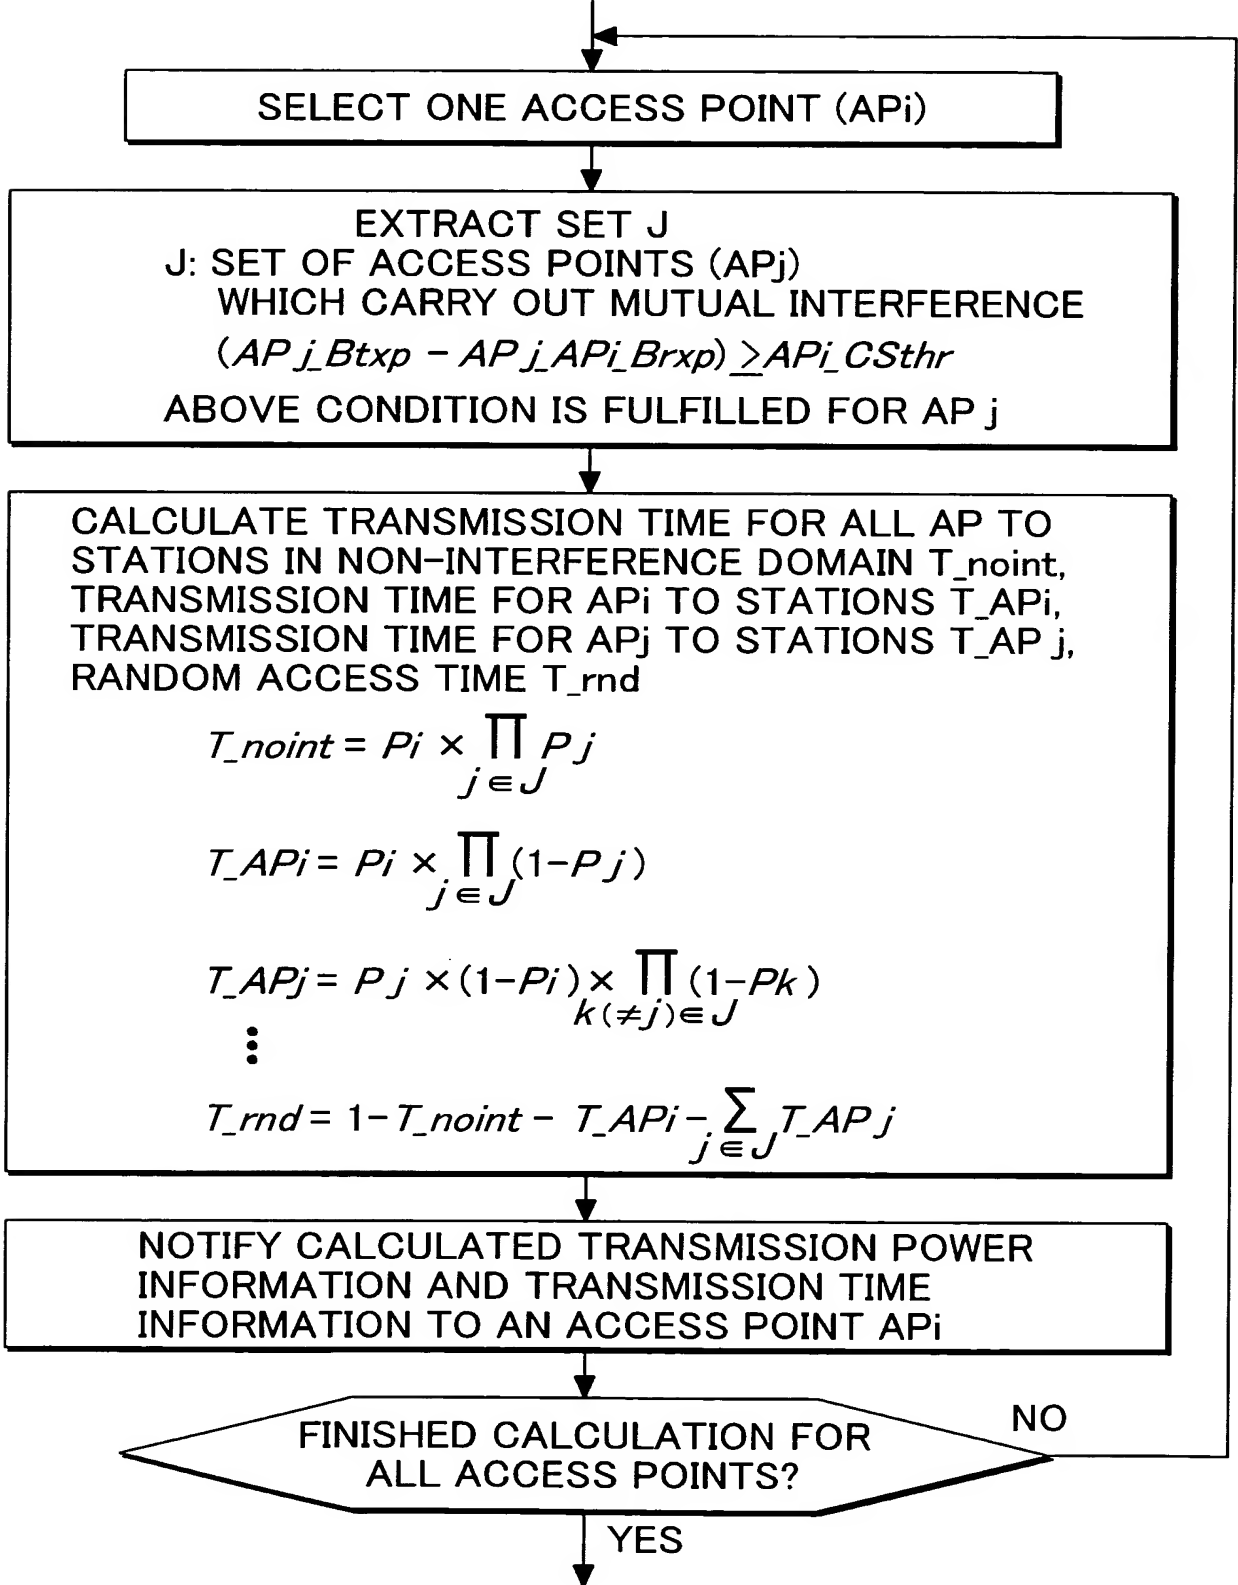 SELECT ONE ACCESS POINT (APi)
EXTRACT SET J
J: SET OF ACCESS POINTS (APj)
WHICH CARRY OUT MUTUAL INTERFERENCE
(APj_Btxp − APj_APi_Brxp) ≥ APi_CSthr
ABOVE CONDITION IS FULFILLED FOR AP j
CALCULATE TRANSMISSION TIME FOR ALL AP TO
STATIONS IN NON-INTERFERENCE DOMAIN T_noint,
TRANSMISSION TIME FOR APi TO STATIONS T_APi,
TRANSMISSION TIME FOR APj TO STATIONS T_AP j,
RANDOM ACCESS TIME T_rnd
T_noint = Pi × ∏ P j
j ∈ J
T_APi = Pi × ∏ (1−P j)
j ∈ J
T_APj = P j × (1−Pi) × ∏ (1−Pk)
k (≠j) ∈ J
⋮
T_rnd = 1− T_noint − T_APi − ∑ T_AP j
j ∈ J
NOTIFY CALCULATED TRANSMISSION POWER
INFORMATION AND TRANSMISSION TIME
INFORMATION TO AN ACCESS POINT APi
FINISHED CALCULATION FOR
ALL ACCESS POINTS?
NO
YES